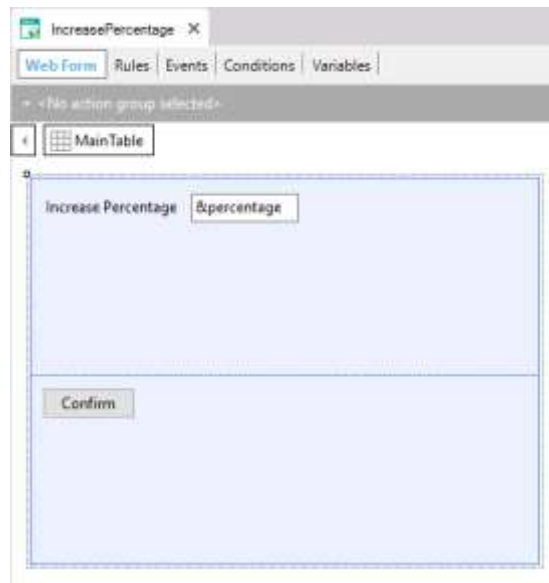 IncreasePercentage X
Web Form Rules Events Conditions Variables
<No action group selected>
MainTable
Increase Percentage &percentage
Confirm